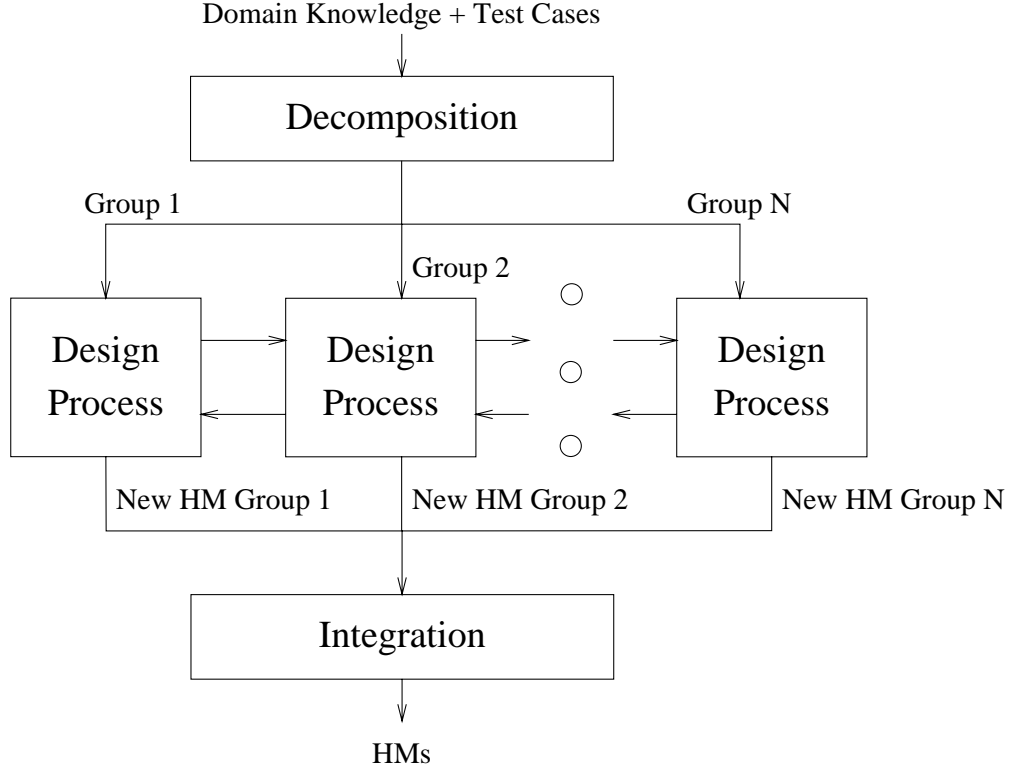 Domain Knowledge + Test Cases
Decomposition
Group 1
Group N
Group 2
Design
Process
Design
Process
Design
Process
New HM Group 1
New HM Group 2
New HM Group N
Integration
HMs